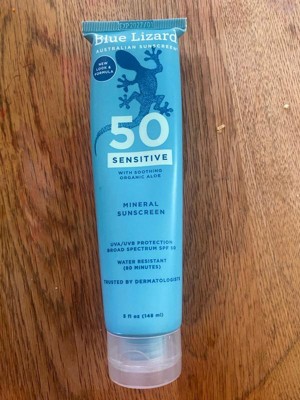 Blue Lizard
AUSTRALIAN SUNSCREEN
NEW
LOOK &
FORMULA
50
SENSITIVE
WITH SOOTHING
ORGANIC ALOE
MINERAL
SUNSCREEN
UVA/UVB PROTECTION
BROAD SPECTRUM SPF 50
WATER RESISTANT
(80 MINUTES)
TRUSTED BY DERMATOLOGISTS
5 fl oz (148 ml)